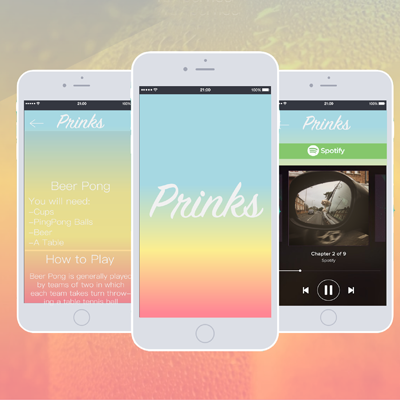 21:00
Prinks
Beer Pong
You will need:
-Cups
-PingPong Balls
-Beer
-A Table
How to Play
Beer Pong is generally played
by teams of two in which
each team takes turn throw-
ing a table tennis ball
21:00
100%
Prinks
21:00
100%
Prinks
Spotify
Chapter 2 of 9
Spotify